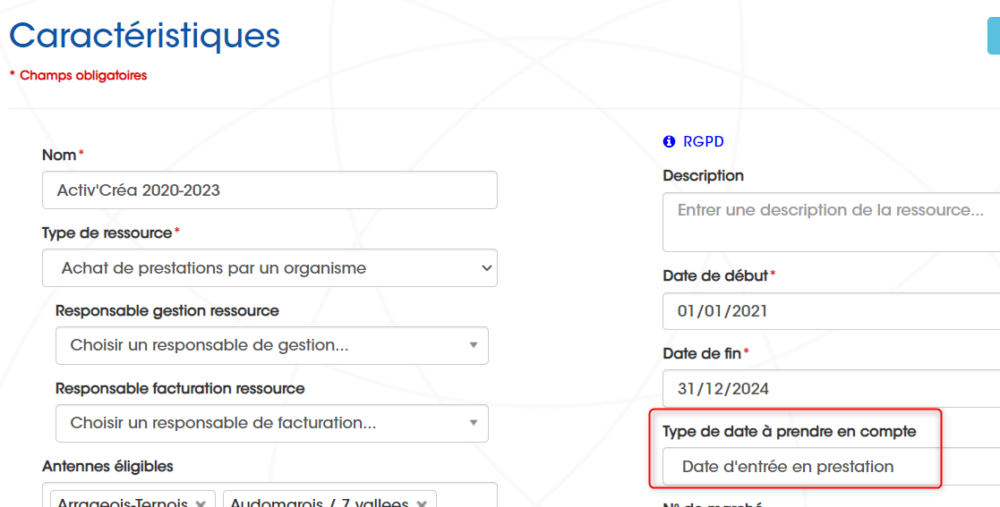 Caractéristiques
* Champs obligatoires
Nom*
Activ'Créa 2020-2023
Type de ressource*
Achat de prestations par un organisme
Responsable gestion ressource
Choisir un responsable de gestion...
Responsable facturation ressource
Choisir un responsable de facturation...
Antennes éligibles
Arrageois-Ternois × Audomarois / 7 vallees ×
RGPD
Description
Entrer une description de la ressource...
Date de début*
01/01/2021
Date de fin*
31/12/2024
Type de date à prendre en compte
Date d'entrée en prestation
N° de marché